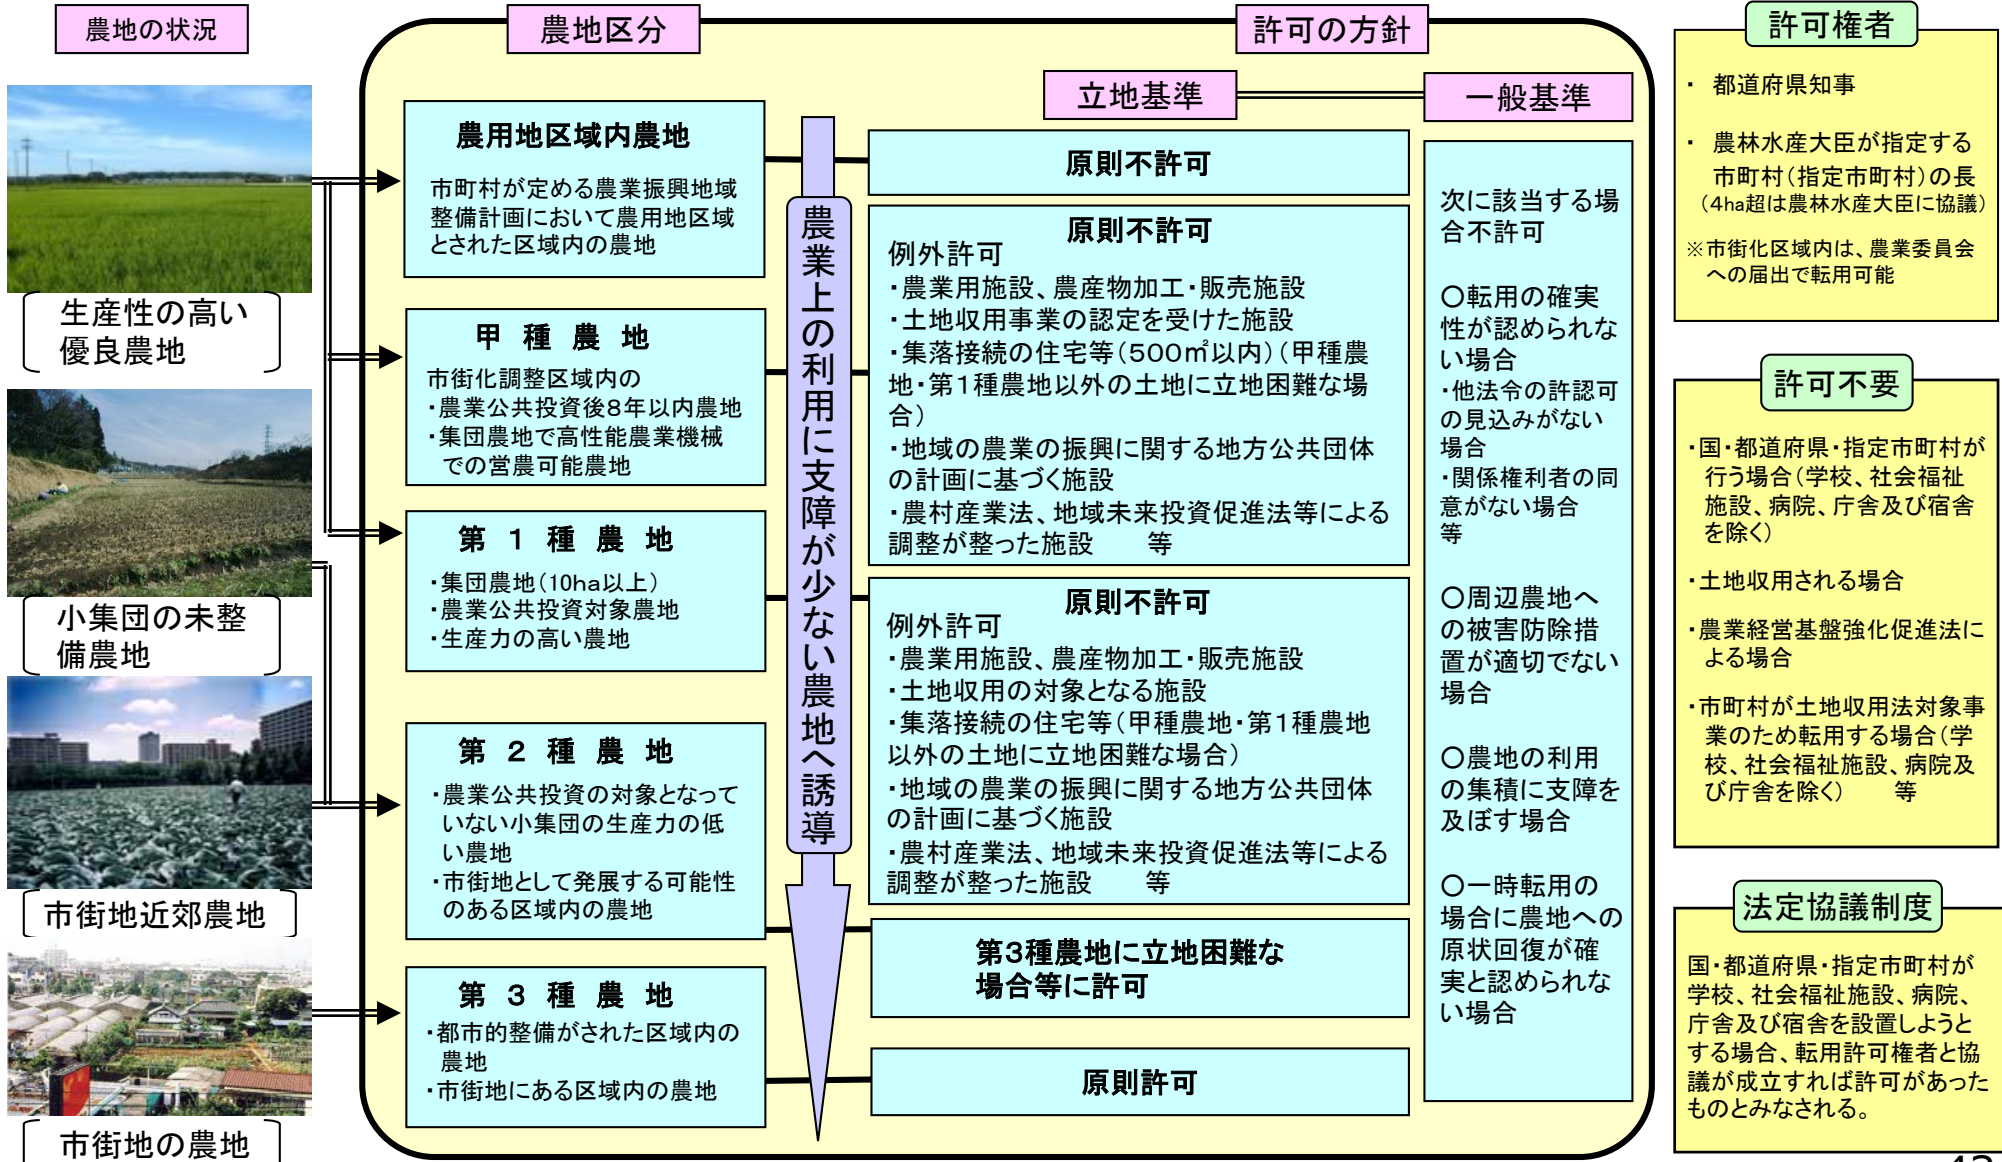 農地の状況
生産性の高い
優良農地
小集団の未整
備農地
市街地近郊農地
市街地の農地
農地区分
許可の方針
立地基準
一般基準
農用地区域内農地
市町村が定める農業振興地域
整備計画において農用地区域
とされた区域内の農地
甲 種 農 地
市街化調整区域内の
・農業公共投資後8年以内農地
・集団農地で高性能農業機械
での営農可能農地
第 1 種 農 地
・集団農地(10ha以上)
・農業公共投資対象農地
・生産力の高い農地
第 2 種 農 地
・農業公共投資の対象となって
いない小集団の生産力の低
い農地
・市街地として発展する可能性
のある区域内の農地
第 3 種 農 地
・都市的整備がされた区域内の
農地
・市街地にある区域内の農地
農業上の利用に支障が少ない農地へ誘導
原則不許可
原則不許可
例外許可
・農業用施設、農産物加工・販売施設
・土地収用事業の認定を受けた施設
・集落接続の住宅等(500㎡以内)(甲種農
地・第1種農地以外の土地に立地困難な場
合)
・地域の農業の振興に関する地方公共団体
の計画に基づく施設
・農村産業法、地域未来投資促進法等による
調整が整った施設　　等
原則不許可
例外許可
・農業用施設、農産物加工・販売施設
・土地収用の対象となる施設
・集落接続の住宅等(甲種農地・第1種農地
以外の土地に立地困難な場合)
・地域の農業の振興に関する地方公共団体
の計画に基づく施設
・農村産業法、地域未来投資促進法等による
調整が整った施設　　等
第3種農地に立地困難な
場合等に許可
原則許可
次に該当する場
合不許可
○転用の確実
性が認められな
い場合
・他法令の許認可
の見込みがない
場合
・関係権利者の同
意がない場合
等
○周辺農地へ
の被害防除措
置が適切でない
場合
○農地の利用
の集積に支障を
及ぼす場合
○一時転用の
場合に農地への
原状回復が確
実と認められな
い場合
許可権者
・ 都道府県知事
・ 農林水産大臣が指定する
市町村(指定市町村)の長
(4ha超は農林水産大臣に協議)
※市街化区域内は、農業委員会
への届出で転用可能
許可不要
・国・都道府県・指定市町村が
行う場合(学校、社会福祉
施設、病院、庁舎及び宿舎
を除く)
・土地収用される場合
・農業経営基盤強化促進法に
よる場合
・市町村が土地収用法対象事
業のため転用する場合(学
校、社会福祉施設、病院及
び庁舎を除く)　　等
法定協議制度
国・都道府県・指定市町村が
学校、社会福祉施設、病院、
庁舎及び宿舎を設置しようと
する場合、転用許可権者と協
議が成立すれば許可があった
ものとみなされる。